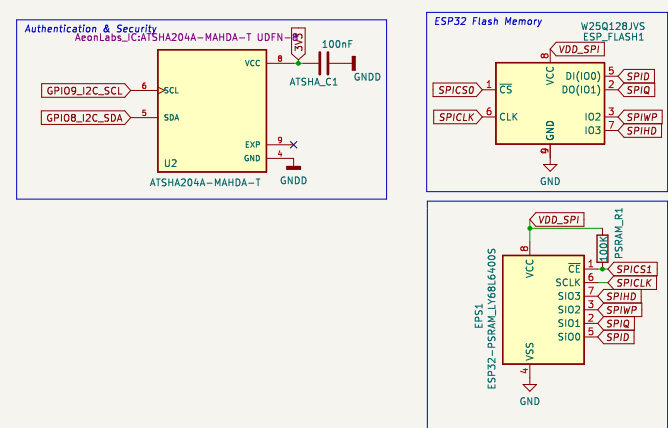 Authentication & Security
AeonLabs_IC:ATSHA204A-MAHDA-T UDFN-8
3V3
100nF
VCC
8
ATSHA_C1
GNDD
GPIO9_I2C_SCL
6
SCL
GPIO8_I2C_SDA
5
SDA
EXP
9
GND
4
U2
GNDD
ATSHA204A-MAHDA-T
ESP32 Flash Memory
W25Q128JVS
ESP_FLASH1
VDD_SPI
8
VCC
SPICS0
1
CS
DI(IO0)
5
SPID
DO(IO1)
2
SPIQ
SPICLK
6
CLK
IO2
3
SPIWP
IO3
7
SPIHD
GND
GND
VDD_SPI
8
VCC
100K
PSRAM_R1
EPS1
ESP32-PSRAM_LY68L6400S
CE
1
SPICS1
SCLK
6
SPICLK
SIO3
7
SPIHD
SIO2
3
SPIWP
SIO1
2
SPIQ
SIO0
5
SPID
VSS
4
GND